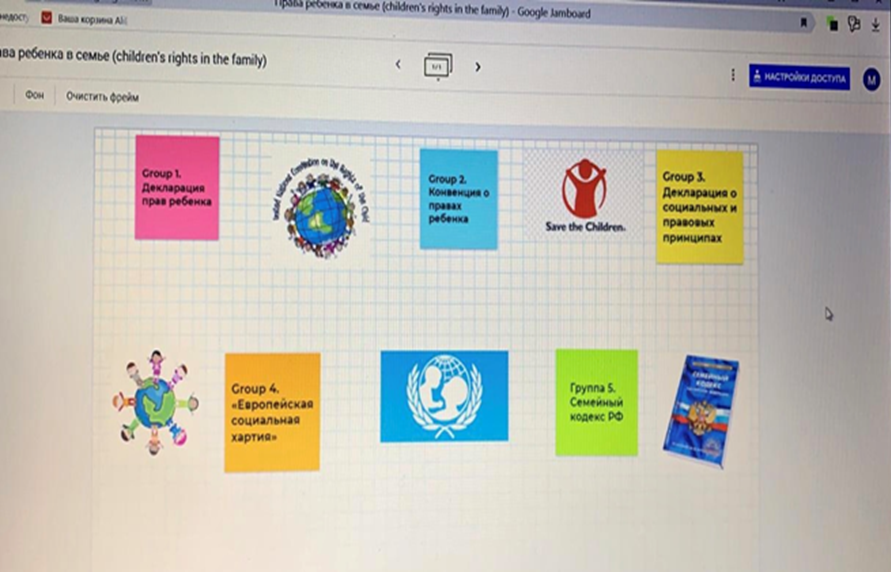 Права ребенка в семье (children's rights in the family) - Google Jamboard
Ваша корзина Ali
ва ребенка в семье (children's rights in the family)
1/1
НАСТРОЙКИ ДОСТУПА
М
Фон
Очистить фрейм
Group 1.
Декларация
прав ребенка
United Nations Convention on the Rights of the Child
Group 2.
Конвенция о
правах
ребенка
Save the Children.
Group 3.
Декларация о
социальных и
правовых
принципах
Group 4.
«Европейская
социальная
хартия»
Группа 5.
Семейный
кодекс РФ
СЕМЕЙНЫЙ
КОДЕКС